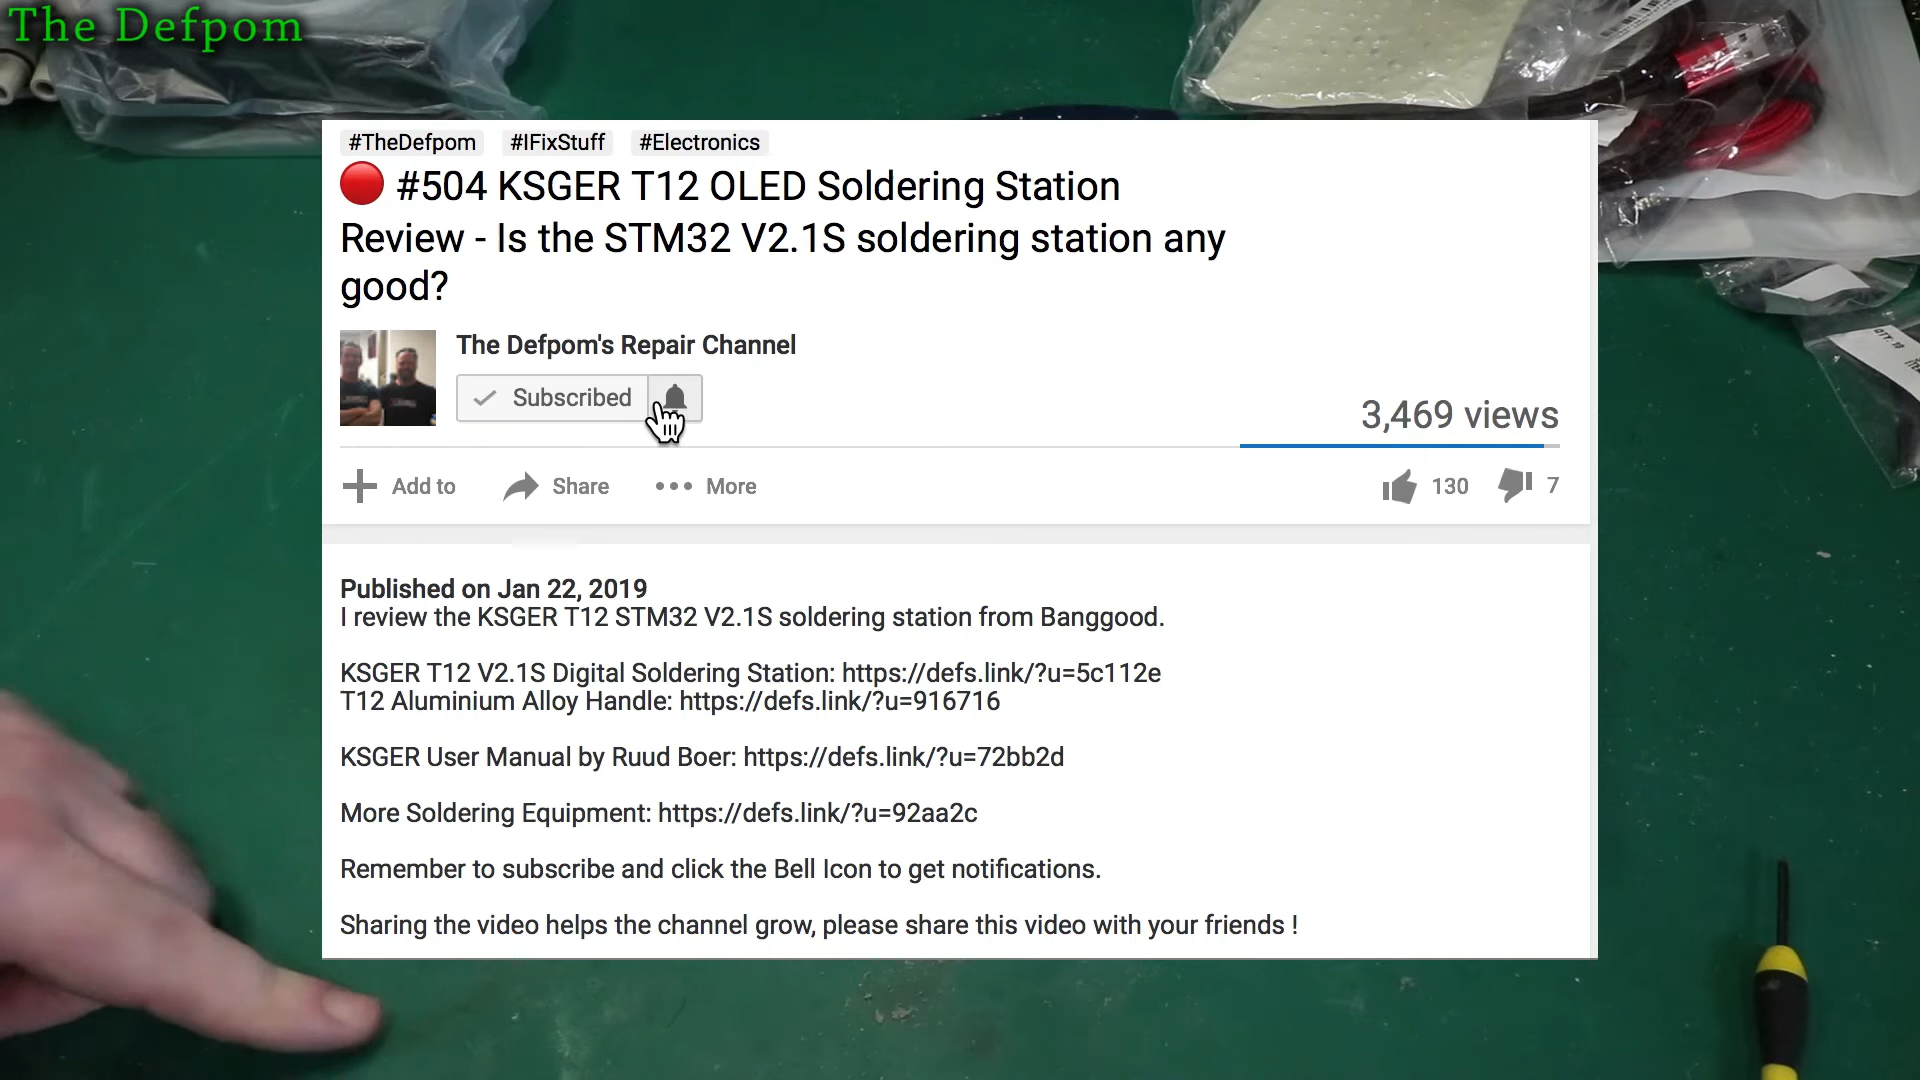 The Defpom
#TheDefpom #IFixStuff #Electronics
#504 KSGER T12 OLED Soldering Station
Review - Is the STM32 V2.1S soldering station any
good?
The Defpom's Repair Channel
Subscribed
3,469 views
Add to Share More 130 7
Published on Jan 22, 2019
I review the KSGER T12 STM32 V2.1S soldering station from Banggood.
KSGER T12 V2.1S Digital Soldering Station: https://defs.link/?u=5c112e
T12 Aluminium Alloy Handle: https://defs.link/?u=916716
KSGER User Manual by Ruud Boer: https://defs.link/?u=72bb2d
More Soldering Equipment: https://defs.link/?u=92aa2c
Remember to subscribe and click the Bell Icon to get notifications.
Sharing the video helps the channel grow, please share this video with your friends !